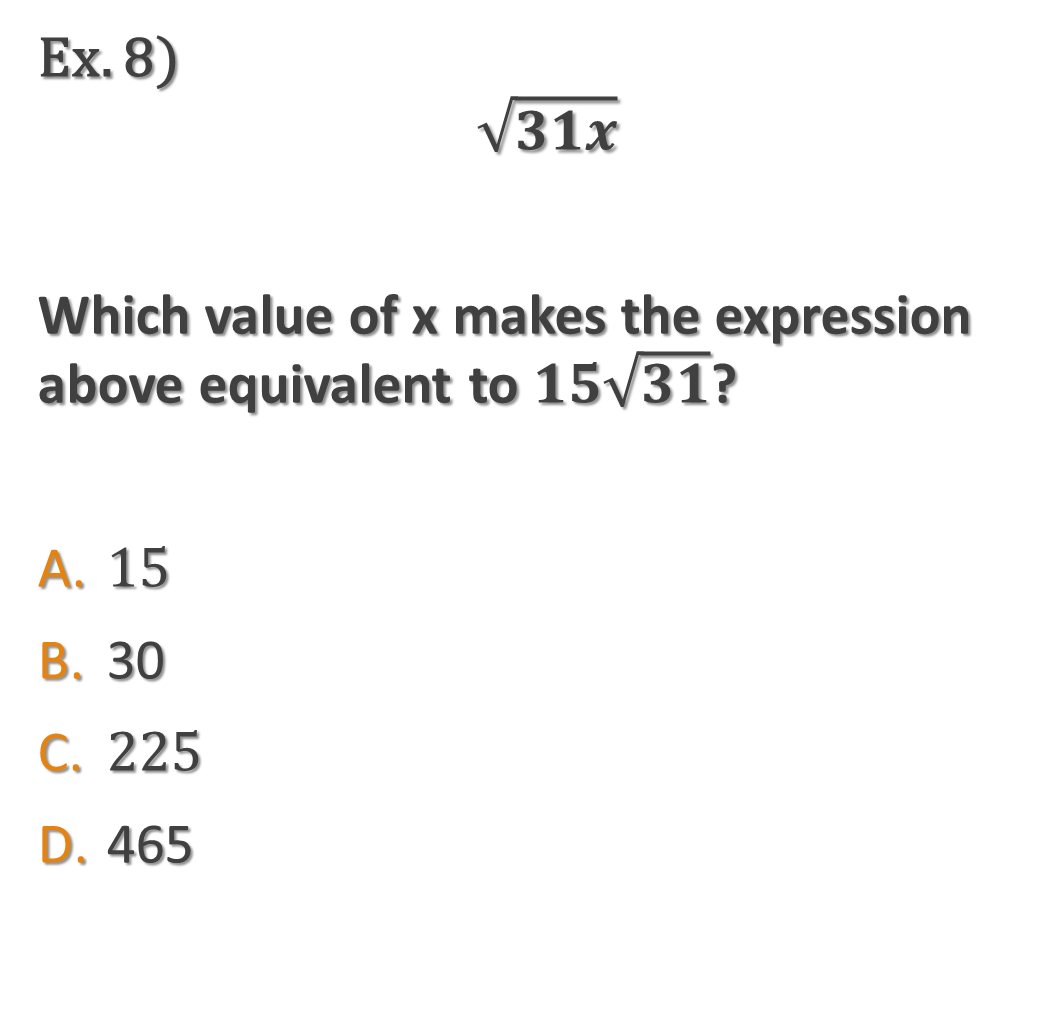 Ex. 8)
√31x
Which value of x makes the expression
above equivalent to 15√31?
A. 15
B. 30
C. 225
D. 465